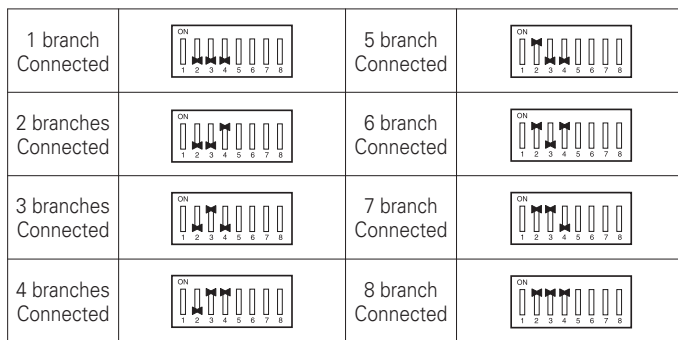 1 branch
Connected
ON
1 2 3 4 5 6 7 8
5 branch
Connected
ON
1 2 3 4 5 6 7 8
2 branches
Connected
ON
1 2 3 4 5 6 7 8
6 branch
Connected
ON
1 2 3 4 5 6 7 8
3 branches
Connected
ON
1 2 3 4 5 6 7 8
7 branch
Connected
ON
1 2 3 4 5 6 7 8
4 branches
Connected
ON
1 2 3 4 5 6 7 8
8 branch
Connected
ON
1 2 3 4 5 6 7 8